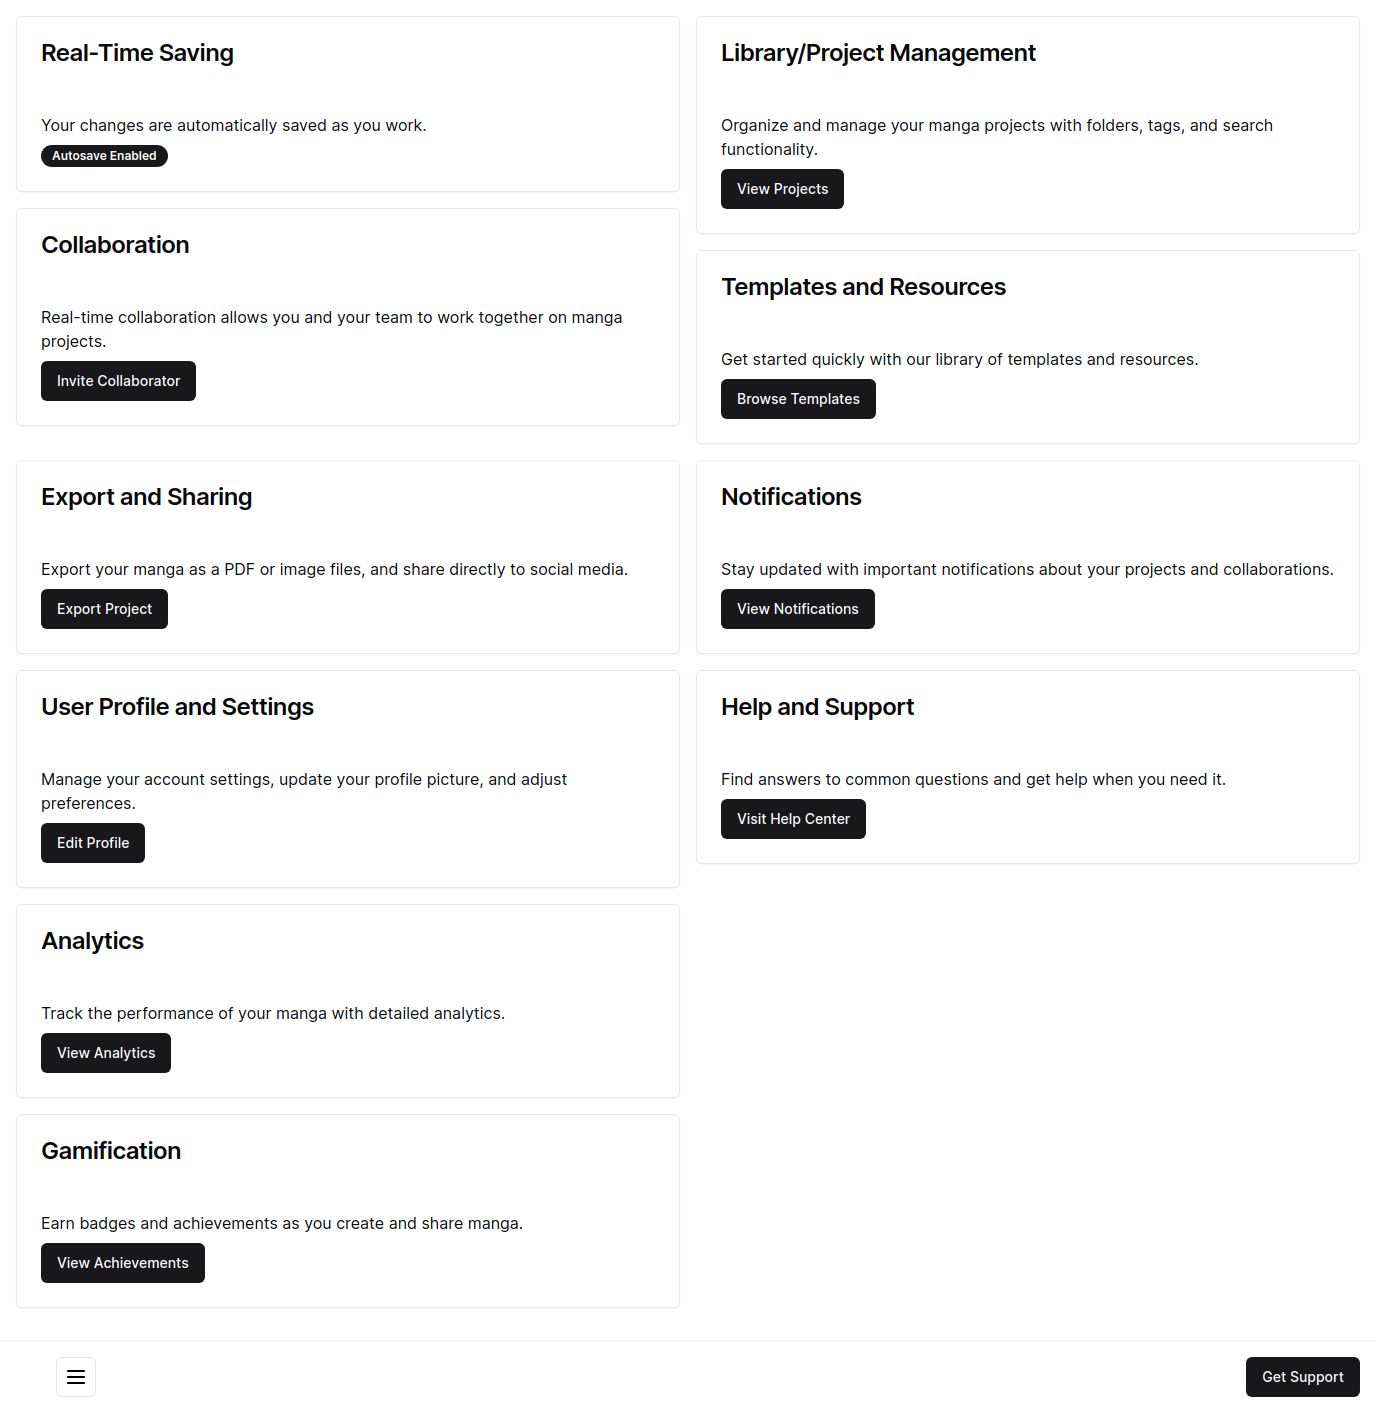 Real-Time Saving
Your changes are automatically saved as you work.
Autosave Enabled
Collaboration
Real-time collaboration allows you and your team to work together on manga
projects.
Invite Collaborator
Library/Project Management
Organize and manage your manga projects with folders, tags, and search
functionality.
View Projects
Templates and Resources
Get started quickly with our library of templates and resources.
Browse Templates
Export and Sharing
Export your manga as a PDF or image files, and share directly to social media.
Export Project
Notifications
Stay updated with important notifications about your projects and collaborations.
View Notifications
User Profile and Settings
Manage your account settings, update your profile picture, and adjust
preferences.
Edit Profile
Help and Support
Find answers to common questions and get help when you need it.
Visit Help Center
Analytics
Track the performance of your manga with detailed analytics.
View Analytics
Gamification
Earn badges and achievements as you create and share manga.
View Achievements
Get Support